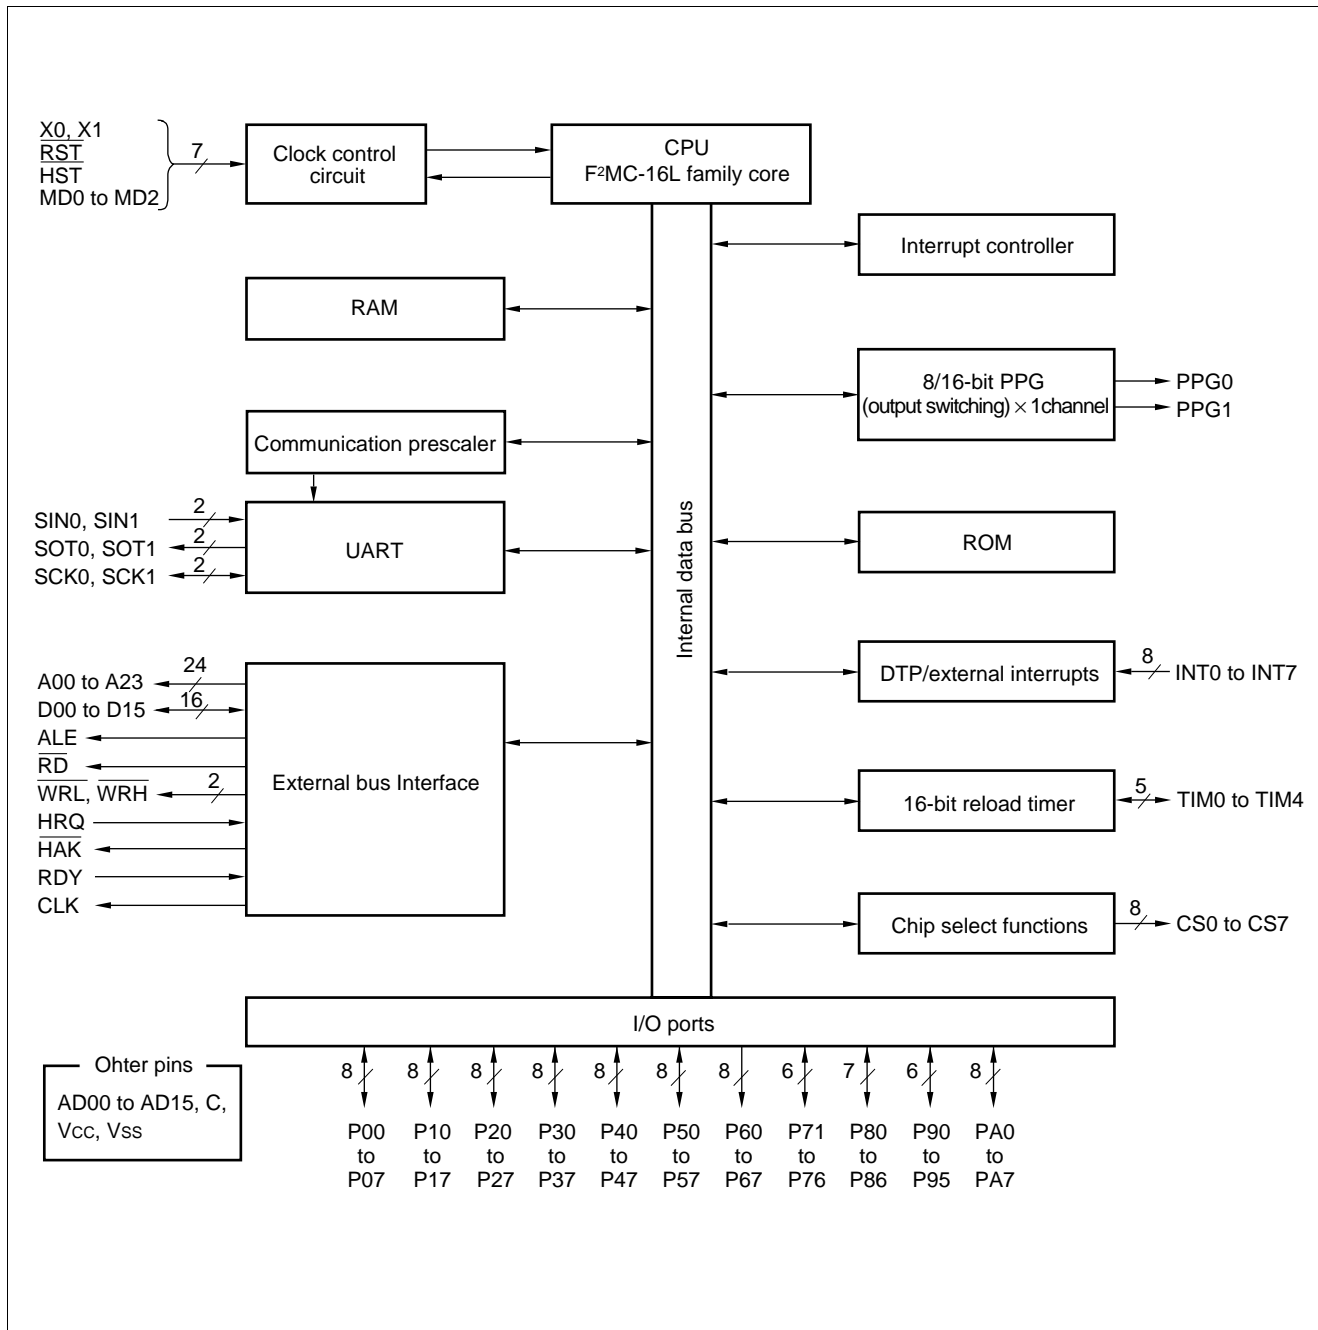 X0, X1
RST
HST
MD0 to MD2
7
Clock control
circuit
CPU
F2MC-16L family core
Interrupt controller
RAM
8/16-bit PPG
(output switching) × 1channel
PPG0
PPG1
Communication prescaler
SIN0, SIN1
2
SOT0, SOT1
2
SCK0, SCK1
2
UART
Internal data bus
ROM
A00 to A23
24
D00 to D15
16
ALE
RD
WRL, WRH
2
HRQ
HAK
RDY
CLK
External bus Interface
DTP/external interrupts
8
INT0 to INT7
16-bit reload timer
5
TIM0 to TIM4
Chip select functions
8
CS0 to CS7
I/O ports
8 8 8 8 8 8 8 6 7 6 8
P00 P10 P20 P30 P40 P50 P60 P71 P80 P90 PA0
to to to to to to to to to to to
P07 P17 P27 P37 P47 P57 P67 P76 P86 P95 PA7
Ohter pins
AD00 to AD15, C,
VCC, VSS